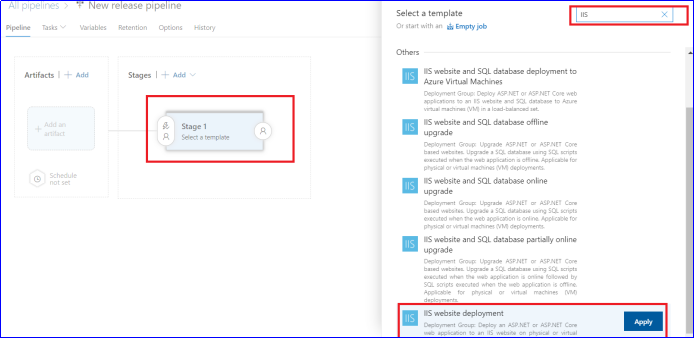 All pipelines > New release pipeline
Pipeline Tasks Variables Retention Options History
Artifacts | + Add
Stages | + Add
+ Add an
artifact
Schedule
not set
Stage 1
Select a template
Select a template
Or start with an Empty job
IIS
Others
IIS website and SQL database deployment to
Azure Virtual Machines
Deployment Group: Deploy ASP.NET or ASP.NET Core web
applications to an IIS website and SQL database to Azure
virtual machines (VM) in a load-balanced set.
IIS website and SQL database offline
upgrade
Deployment Group: Upgrade ASP.NET or ASP.NET Core
based websites. Upgrade a SQL database using SQL scripts
executed when the web application is offline. Applicable for
physical or virtual machines (VM) deployments.
IIS website and SQL database online
upgrade
Deployment Group: Upgrade ASP.NET or ASP.NET Core
based websites. Upgrade a SQL database using SQL scripts
executed when the web application is online. Applicable for
physical or virtual machines (VM) deployments.
IIS website and SQL database partially online
upgrade
Deployment Group: Upgrade ASP.NET or ASP.NET Core
based websites. Upgrade a SQL database using SQL scripts
executed when the web application is online followed by
SQL scripts executed when the web application is offline.
Applicable for physical or virtual machines (VM)
deployments.
IIS website deployment
Deployment Group: Deploy an ASP.NET or ASP.NET Core
web application to an IIS website on physical or virtual
Apply
IIS
IIS
IIS
IIS
IIS